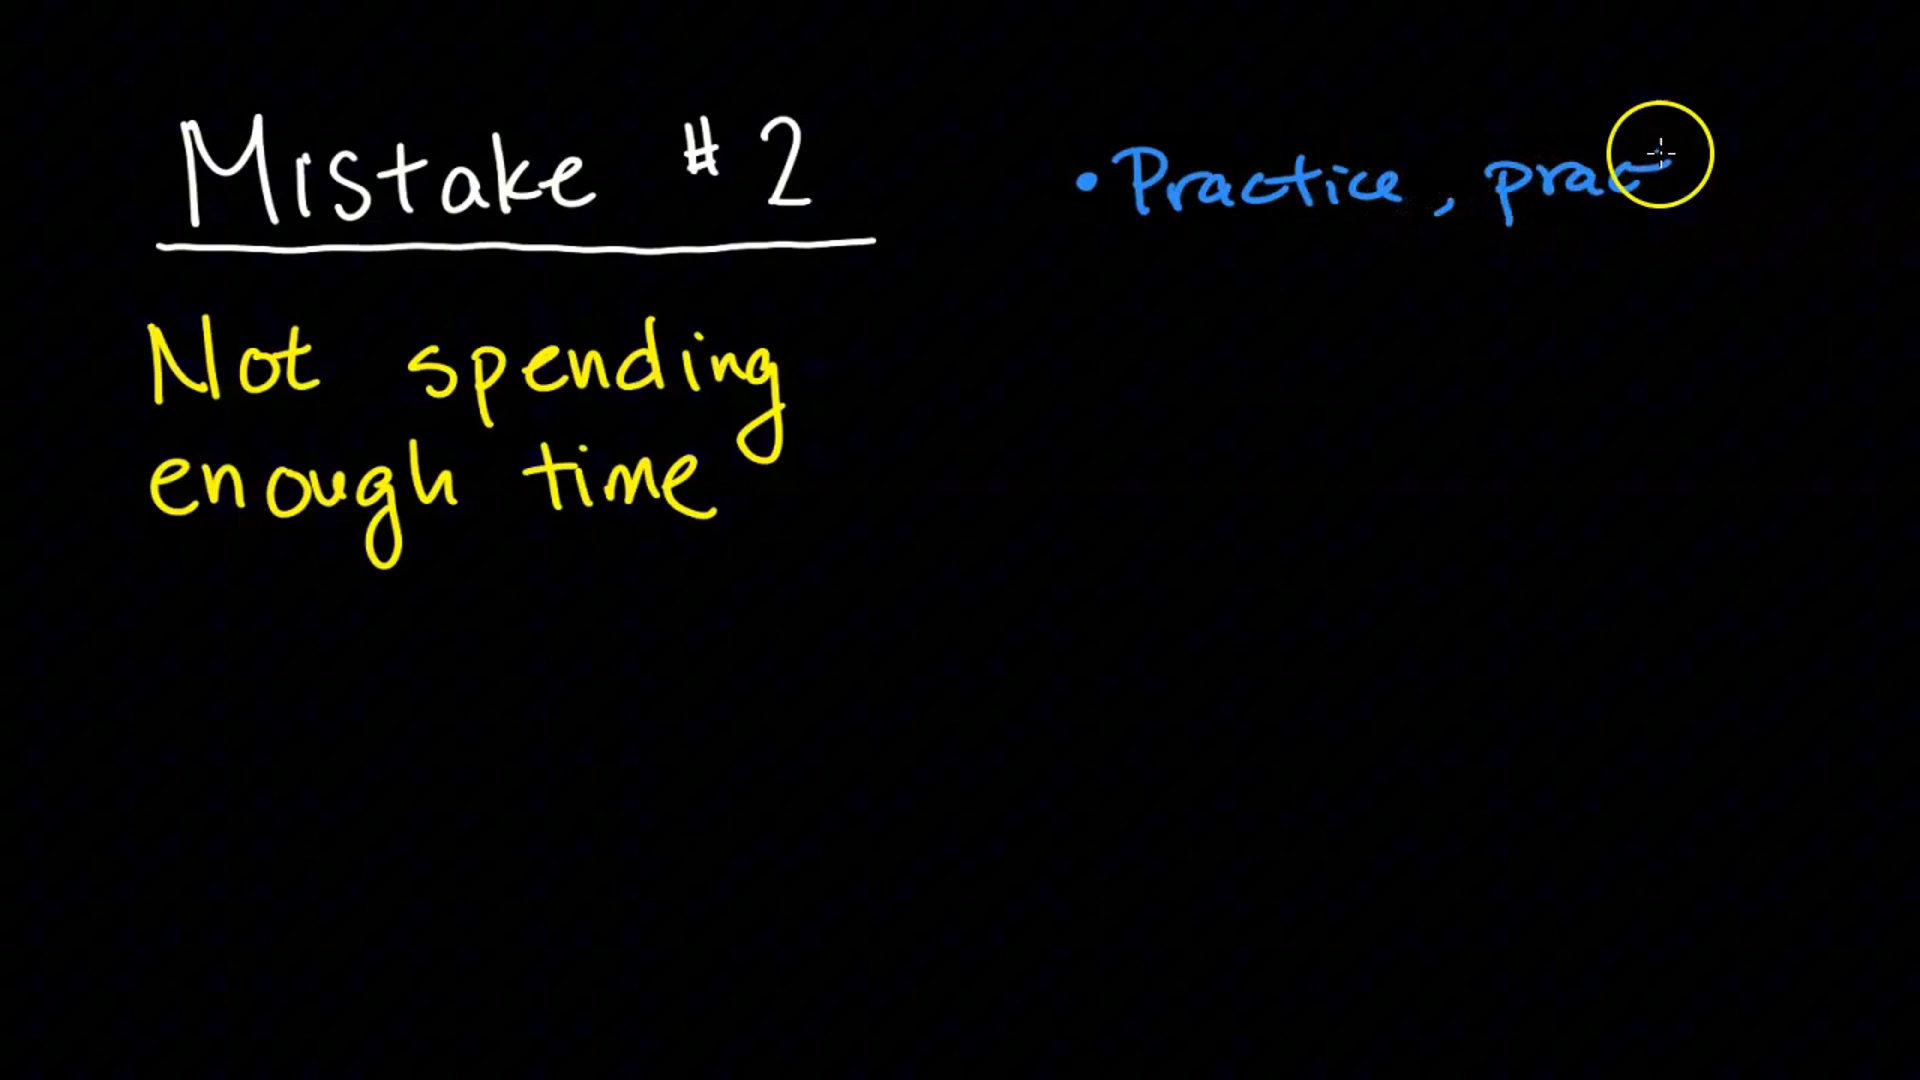 Mistake #2
Not spending
enough time
• Practice, prac